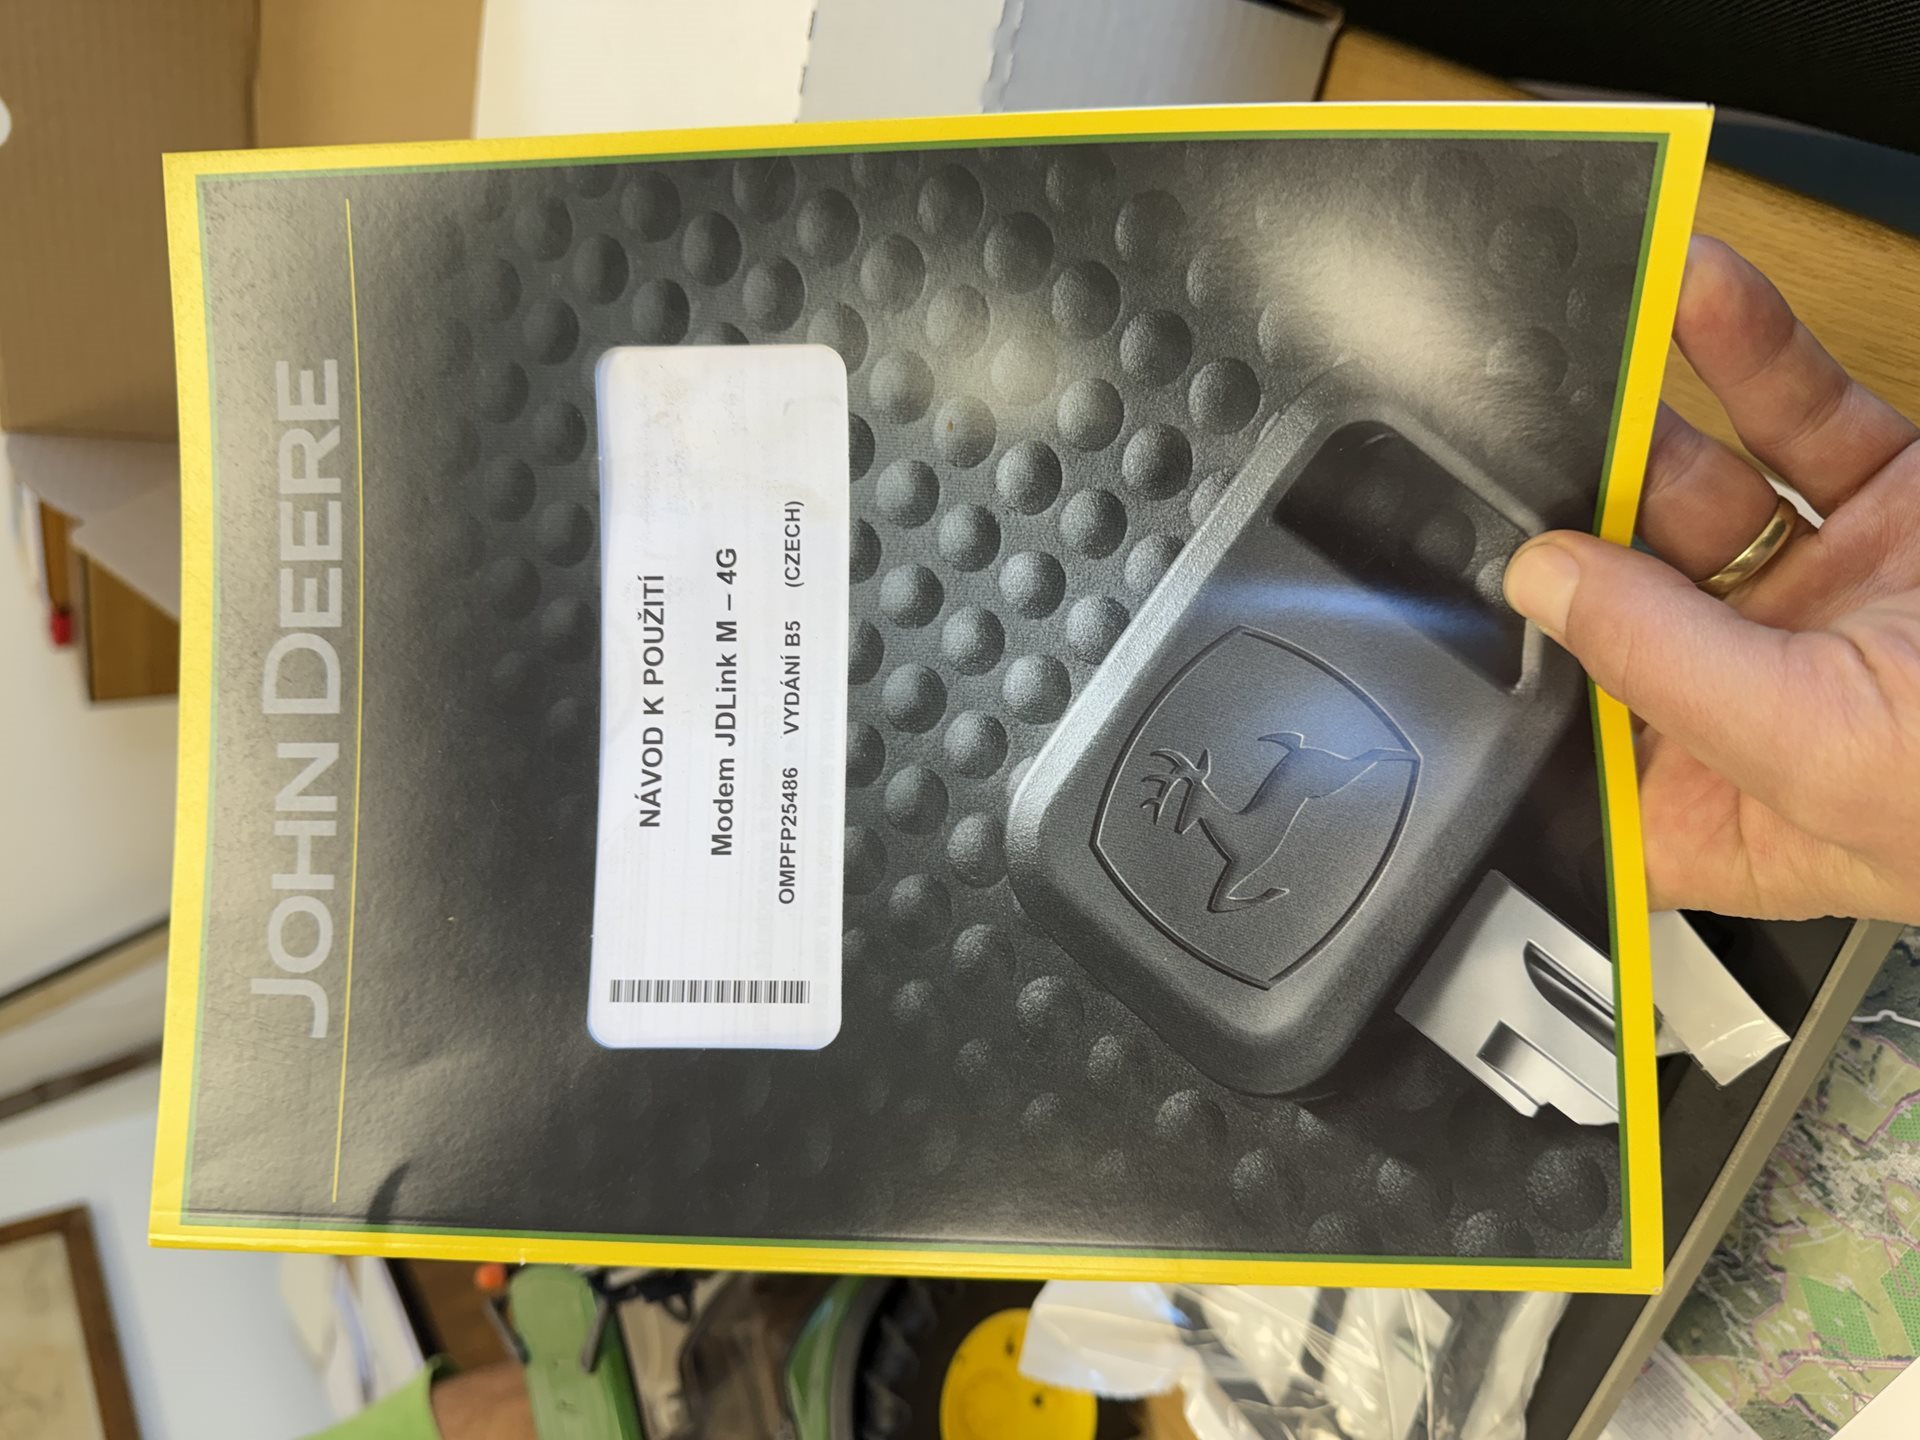 JOHN DEERE
NÁVOD K POUŽITÍ
Modem JDLink M – 4G
OMPFP25486 VYDÁNÍ B5 (CZECH)